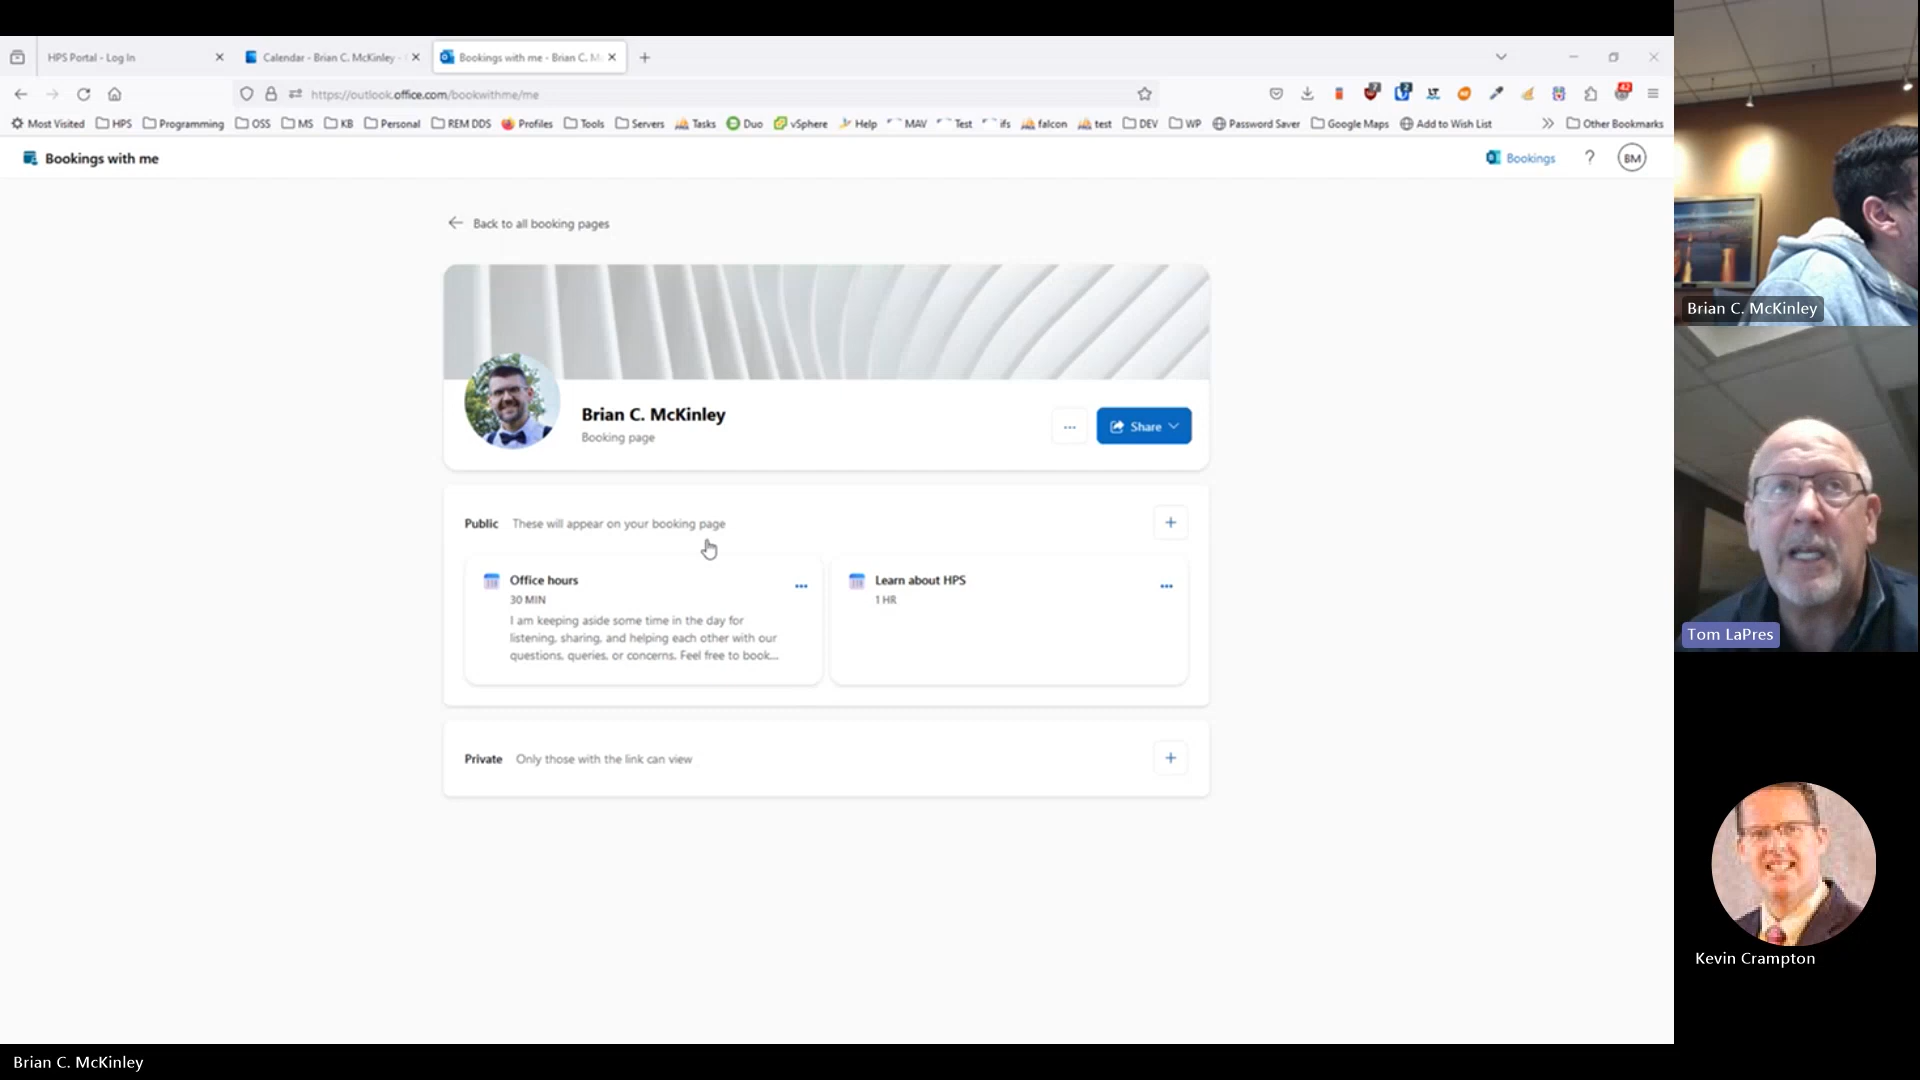 HPS Portal - Log In
Calendar - Brian C. McKinley -
Bookings with me - Brian C. M
https://outlook.office.com/bookwithme/me
Most Visited HPS Programming OSS MS KB Personal REM DDS Profiles Tools Servers Tasks Duo vSphere Help MAV Test ifs falcon test DEV WP Password Saver Google Maps Add to Wish List Other Bookmarks
Bookings with me
Bookings ? BM
Back to all booking pages
Brian C. McKinley
Booking page
Share
Public These will appear on your booking page
Office hours
30 MIN
I am keeping aside some time in the day for
listening, sharing, and helping each other with our
questions, queries, or concerns. Feel free to book...
Learn about HPS
1 HR
Private Only those with the link can view
Brian C. McKinley
Tom LaPres
Kevin Crampton
Brian C. McKinley